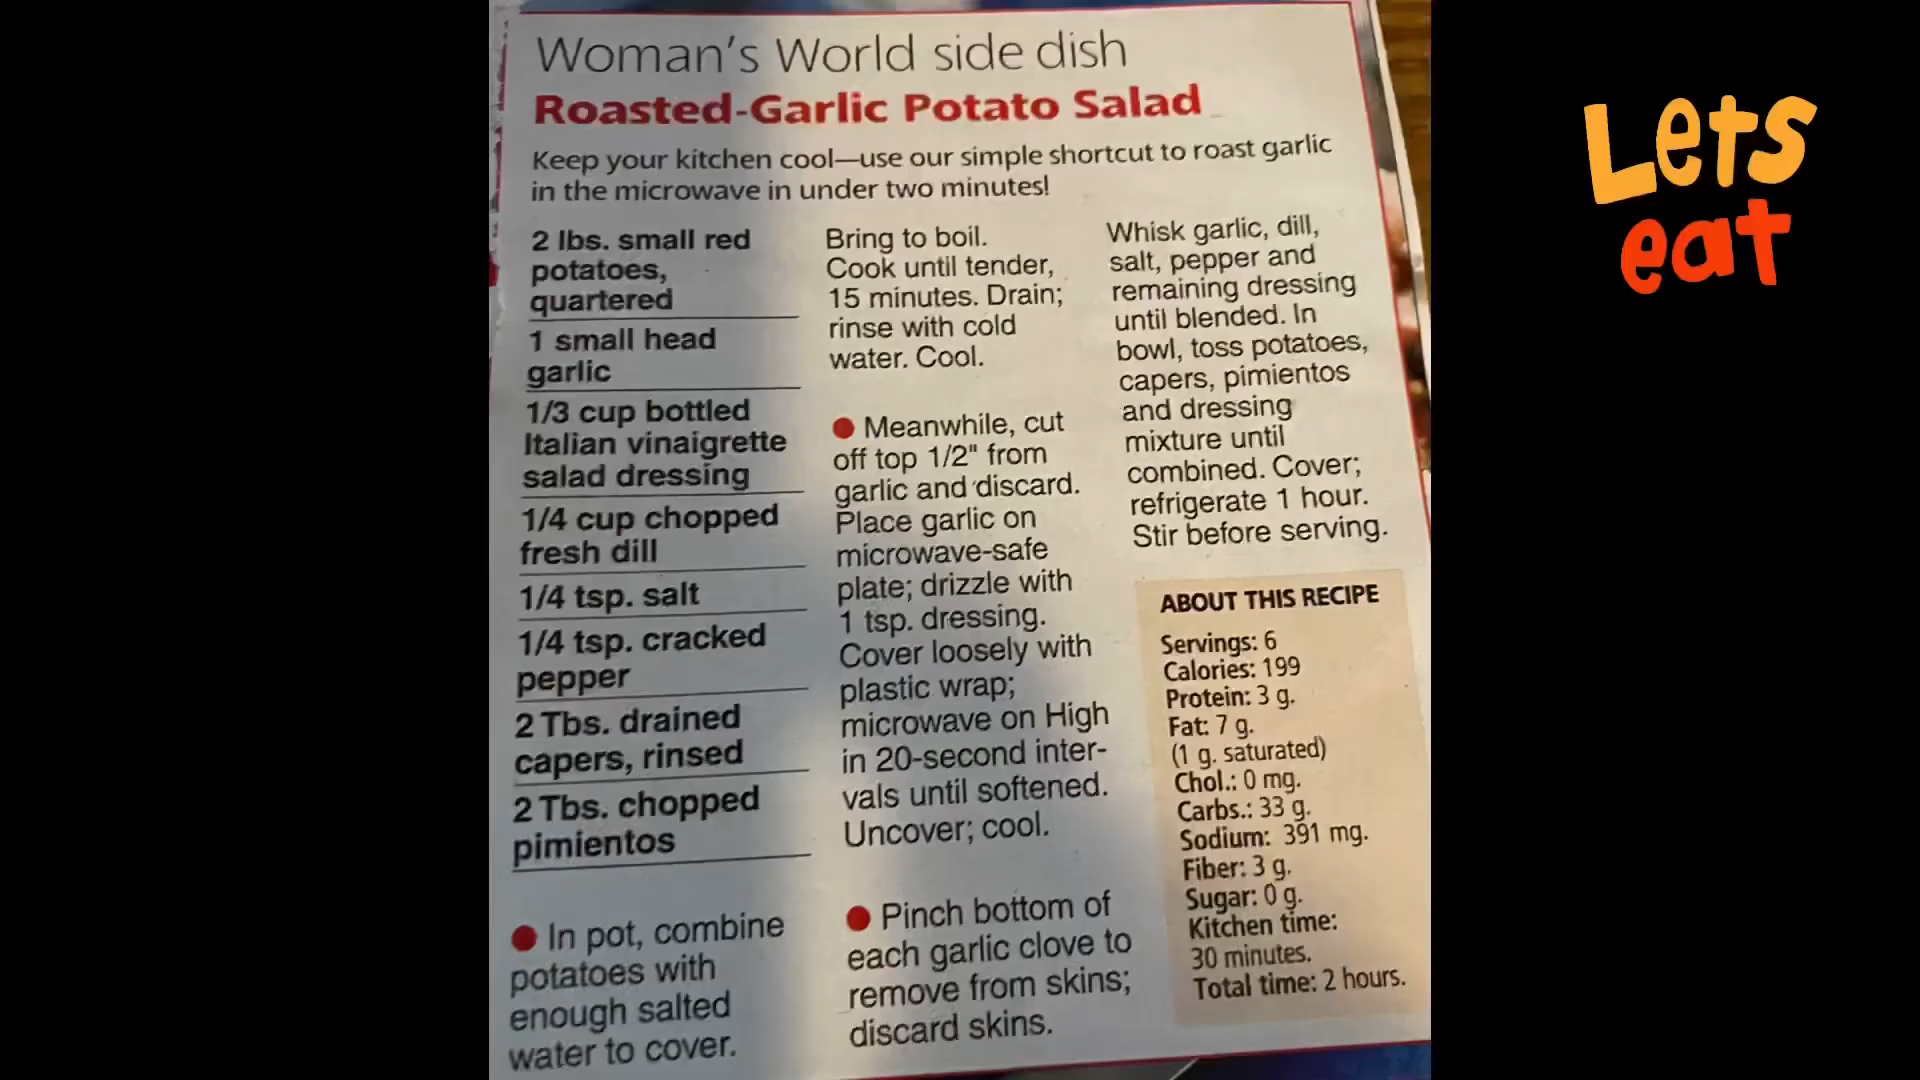 Woman's World side dish
Roasted-Garlic Potato Salad
Keep your kitchen cool—use our simple shortcut to roast garlic
in the microwave in under two minutes!
2 lbs. small red
potatoes,
quartered
1 small head
garlic
1/3 cup bottled
Italian vinaigrette
salad dressing
1/4 cup chopped
fresh dill
1/4 tsp. salt
1/4 tsp. cracked
pepper
2 Tbs. drained
capers, rinsed
2 Tbs. chopped
pimientos
● In pot, combine
potatoes with
enough salted
water to cover.
Bring to boil.
Cook until tender,
15 minutes. Drain;
rinse with cold
water. Cool.
● Meanwhile, cut
off top 1/2" from
garlic and discard.
Place garlic on
microwave-safe
plate; drizzle with
1 tsp. dressing.
Cover loosely with
plastic wrap;
microwave on High
in 20-second inter-
vals until softened.
Uncover; cool.
● Pinch bottom of
each garlic clove to
remove from skins;
discard skins.
Whisk garlic, dill,
salt, pepper and
remaining dressing
until blended. In
bowl, toss potatoes,
capers, pimientos
and dressing
mixture until
combined. Cover;
refrigerate 1 hour.
Stir before serving.
ABOUT THIS RECIPE
Servings: 6
Calories: 199
Protein: 3 g.
Fat: 7 g.
(1 g. saturated)
Chol.: 0 mg.
Carbs.: 33 g.
Sodium: 391 mg.
Fiber: 3 g.
Sugar: 0 g.
Kitchen time:
30 minutes.
Total time: 2 hours.
Lets
eat